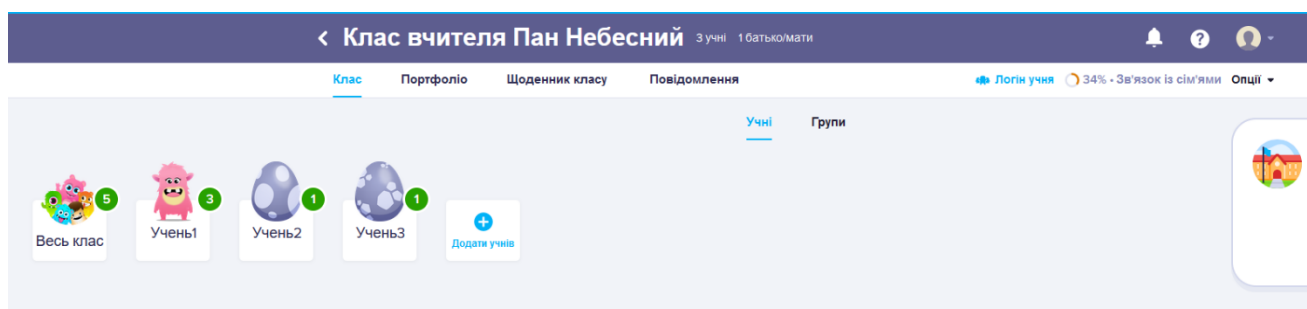 Клас вчителя Пан Небесний 3 учні 1 батько/мати
Клас Портфоліо Щоденник класу Повідомлення Логін учня 34% • Зв'язок із сім'ями Опції
Учні Групи
5 3 1 1
Весь клас Учень1 Учень2 Учень3 Додати учнів